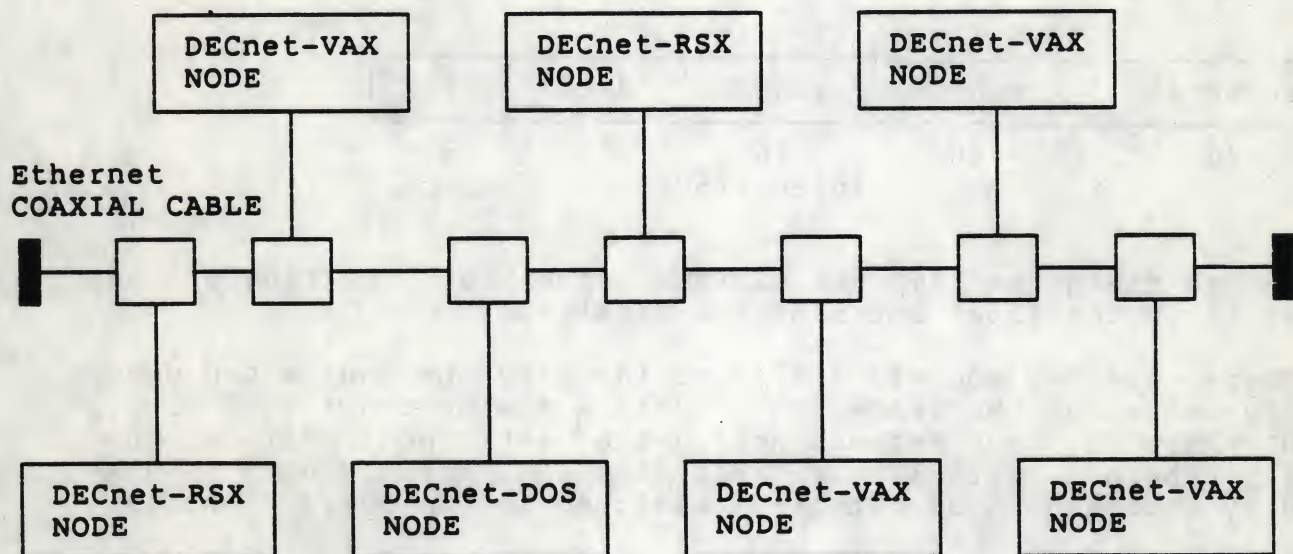 DECnet-VAX
NODE
DECnet-RSX
NODE
DECnet-VAX
NODE
Ethernet
COAXIAL CABLE
DECnet-RSX
NODE
DECnet-DOS
NODE
DECnet-VAX
NODE
DECnet-VAX
NODE